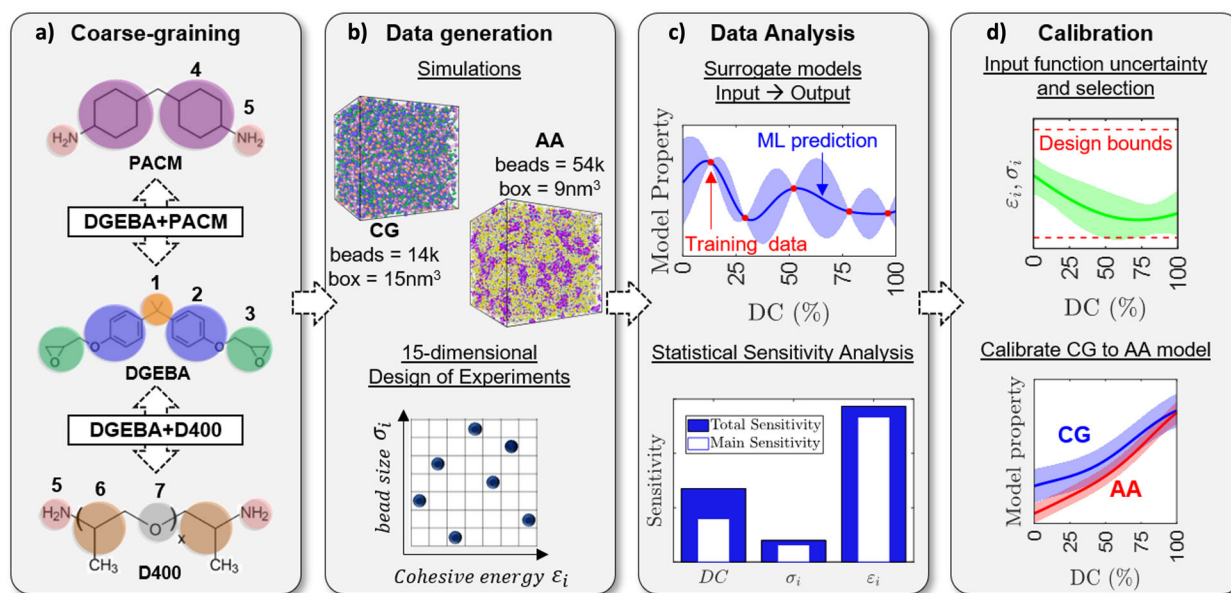 a) Coarse-graining
4
5
H₂N
NH₂
PACM
DGEBA+PACM
1
2
3
O
O
O
O
DGEBA
DGEBA+D400
5
6
7
H₂N
NH₂
O
x
CH₃
CH₃
D400
b) Data generation
Simulations
AA
beads = 54k
box = 9nm³
CG
beads = 14k
box = 15nm³
15-dimensional
Design of Experiments
bead size σᵢ
Cohesive energy εᵢ
c) Data Analysis
Surrogate models
Input → Output
ML prediction
Training data
Model Property
0 25 50 75 100
DC (%)
Statistical Sensitivity Analysis
Total Sensitivity
Main Sensitivity
Sensitivity
DC σᵢ εᵢ
d) Calibration
Input function uncertainty
and selection
Design bounds
εᵢ, σᵢ
0 25 50 75 100
DC (%)
Calibrate CG to AA model
CG
AA
Model property
0 25 50 75 100
DC (%)